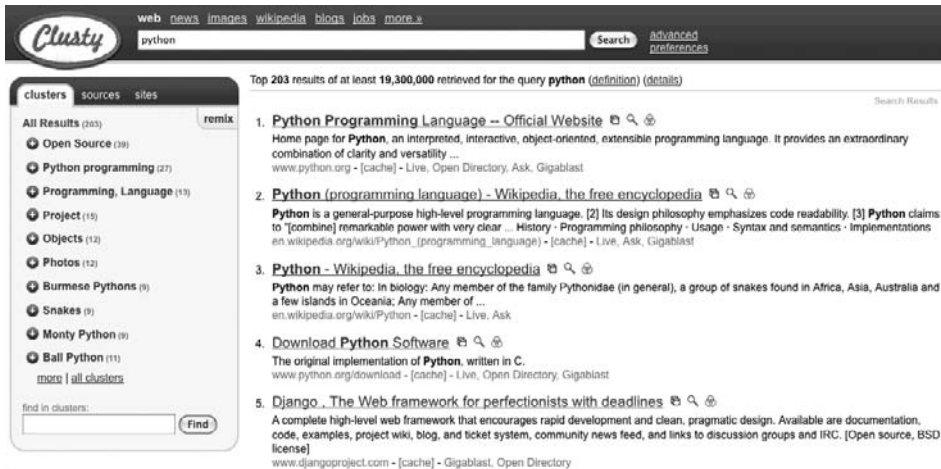 Clusty
web news images wikipedia blogs jobs more »
python
Search
advanced
preferences
clusters sources sites
remix
All Results (203)
Open Source (39)
Python programming (27)
Programming, Language (13)
Project (15)
Objects (12)
Photos (12)
Burmese Pythons (9)
Snakes (9)
Monty Python (9)
Ball Python (11)
more | all clusters
find in clusters:
Find
Top 203 results of at least 19,300,000 retrieved for the query python (definition) (details)
Search Results
1. Python Programming Language -- Official Website
Home page for Python, an interpreted, interactive, object-oriented, extensible programming language. It provides an extraordinary
combination of clarity and versatility ...
www.python.org - [cache] - Live, Open Directory, Ask, Gigablast
2. Python (programming language) - Wikipedia, the free encyclopedia
Python is a general-purpose high-level programming language. [2] Its design philosophy emphasizes code readability. [3] Python claims
to "[combine] remarkable power with very clear ... History · Programming philosophy · Usage · Syntax and semantics · Implementations
en.wikipedia.org/wiki/Python_(programming_language) - [cache] - Live, Ask, Gigablast
3. Python - Wikipedia, the free encyclopedia
Python may refer to: In biology: Any member of the family Pythonidae (in general), a group of snakes found in Africa, Asia, Australia and
a few islands in Oceania; Any member of ...
en.wikipedia.org/wiki/Python - [cache] - Live, Ask
4. Download Python Software
The original implementation of Python, written in C.
www.python.org/download - [cache] - Live, Open Directory, Gigablast
5. Django . The Web framework for perfectionists with deadlines
A complete high-level web framework that encourages rapid development and clean, pragmatic design. Available are documentation,
code, examples, project wiki, blog, and ticket system, community news feed, and links to discussion groups and IRC. [Open source, BSD
license]
www.djangoproject.com - [cache] - Gigablast, Open Directory